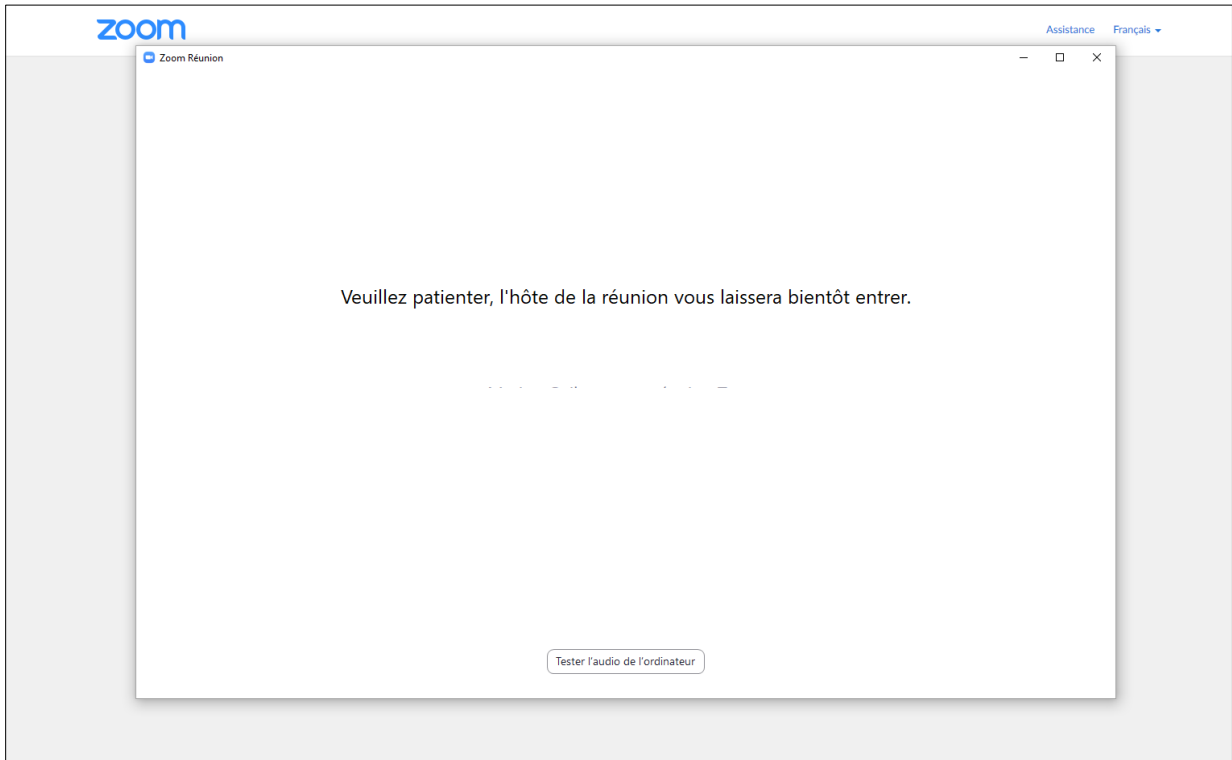 zoom
Assistance Français
Zoom Réunion
Veuillez patienter, l'hôte de la réunion vous laissera bientôt entrer.
Tester l'audio de l'ordinateur